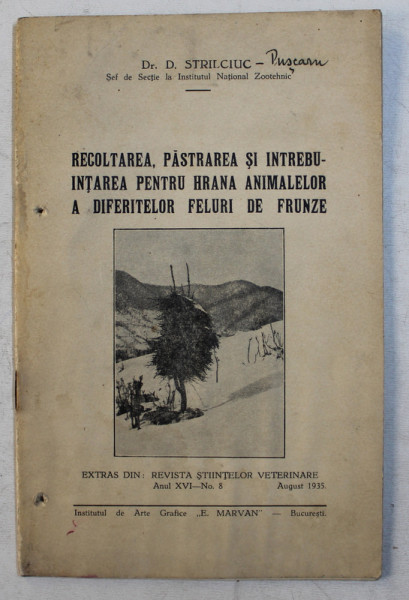 Dr. D. STRILCIUC — Pușcaru
Șef de Secție la Institutul Național Zootehnic
RECOLTAREA, PĂSTRAREA ȘI INTREBU-
INȚAREA PENTRU HRANA ANIMALELOR
A DIFERITELOR FELURI DE FRUNZE
EXTRAS DIN: REVISTA ȘTIINȚELOR VETERINARE
Anul XVI—No. 8 August 1935.
Institutul de Arte Grafice „E. MARVAN" — București.